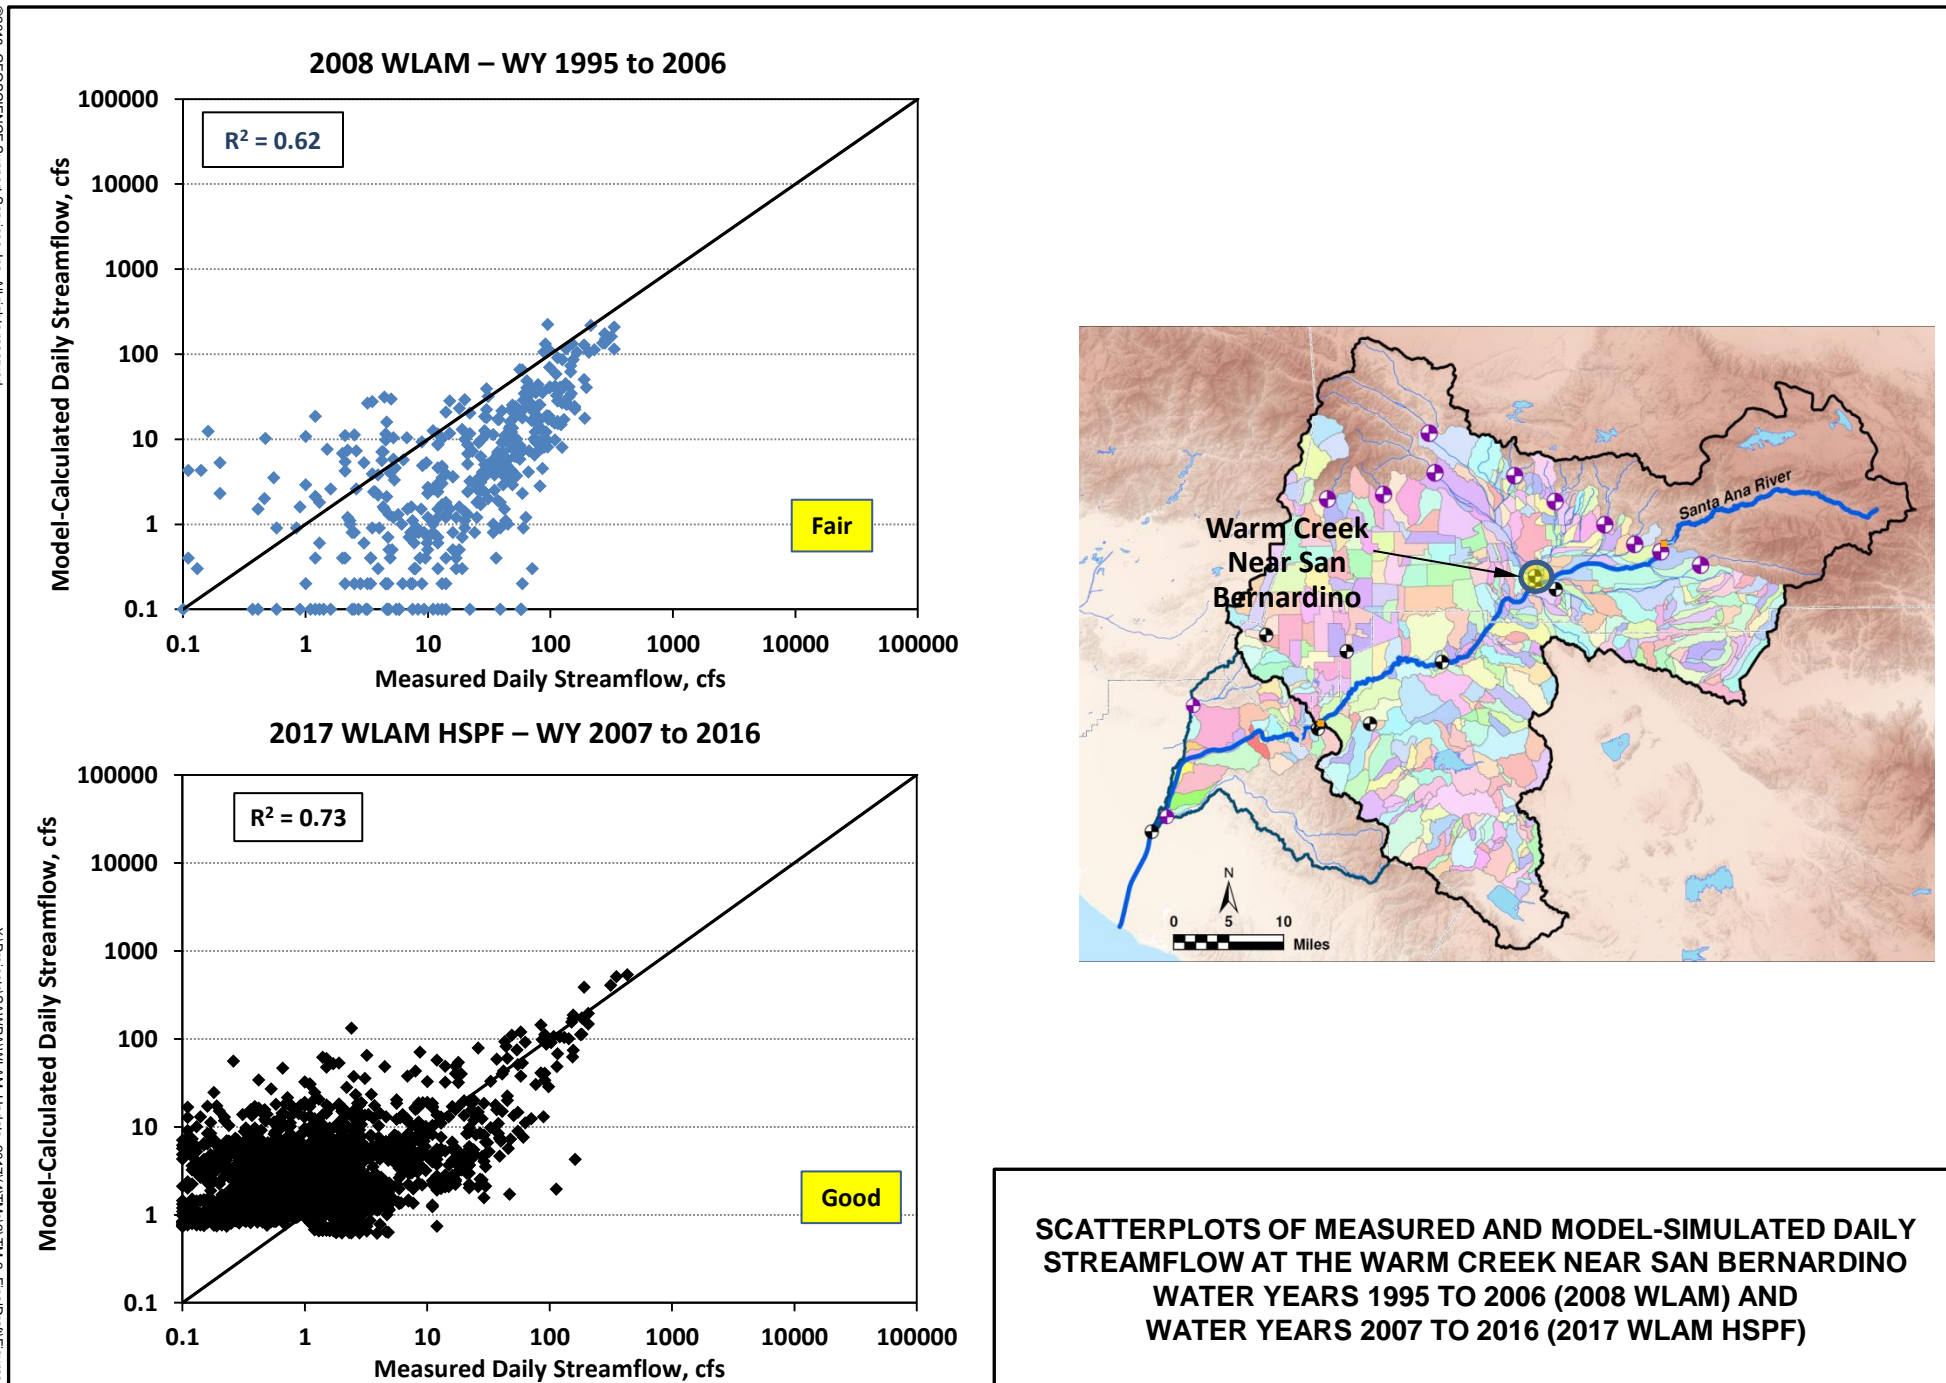 2008 WLAM – WY 1995 to 2006
100000
10000
1000
100
10
1
0.1
R² = 0.62
Fair
Model-Calculated Daily Streamflow, cfs
0.1 1 10 100 1000 10000 100000
Measured Daily Streamflow, cfs
2017 WLAM HSPF – WY 2007 to 2016
100000
10000
1000
100
10
1
0.1
R² = 0.73
Good
Model-Calculated Daily Streamflow, cfs
0.1 1 10 100 1000 10000 100000
Measured Daily Streamflow, cfs
Santa Ana River
Warm Creek
Near San
Bernardino
N
0 5 10
Miles
SCATTERPLOTS OF MEASURED AND MODEL-SIMULATED DAILY
STREAMFLOW AT THE WARM CREEK NEAR SAN BERNARDINO
WATER YEARS 1995 TO 2006 (2008 WLAM) AND
WATER YEARS 2007 TO 2016 (2017 WLAM HSPF)